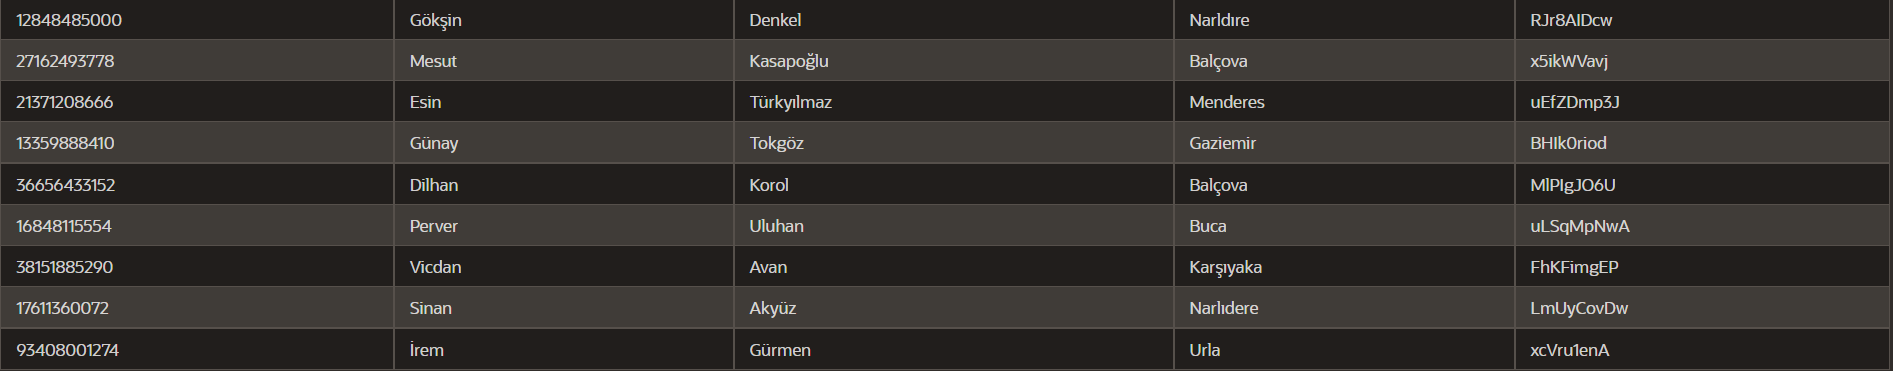 12848485000 Gökşin Denkel Narldıre RJr8AIDcw
27162493778 Mesut Kasapoğlu Balçova x5ikWVavj
21371208666 Esin Türkyılmaz Menderes uEfZDmp3J
13359888410 Günay Tokgöz Gaziemir BHIk0riod
36656433152 Dilhan Korol Balçova MlPIgJO6U
16848115554 Perver Uluhan Buca uLSqMpNwA
38151885290 Vicdan Avan Karşıyaka FhKFimgEP
17611360072 Sinan Akyüz Narlıdere LmUyCovDw
93408001274 İrem Gürmen Urla xcVru1enA